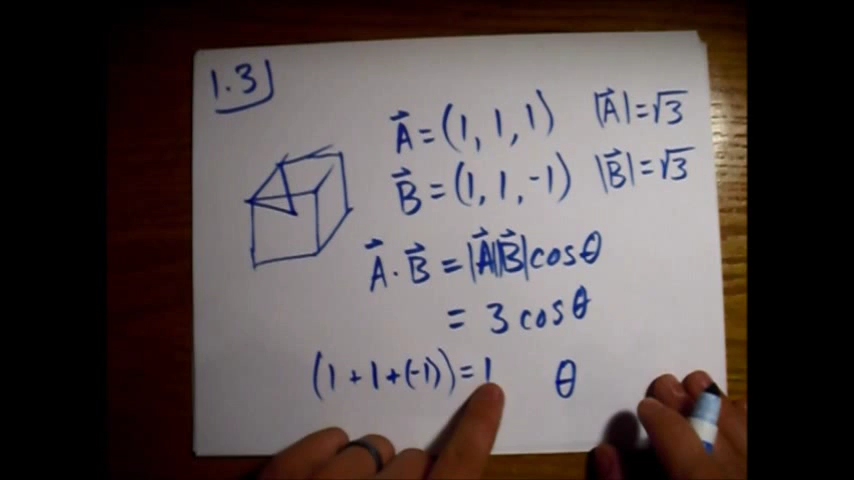 1.3
A⃗ = (1, 1, 1) |A⃗| = √3
B⃗ = (1, 1, -1) |B⃗| = √3
A⃗ · B⃗ = |A⃗||B⃗| cos θ
= 3 cos θ
(1 + 1 + (-1)) = 1 θ